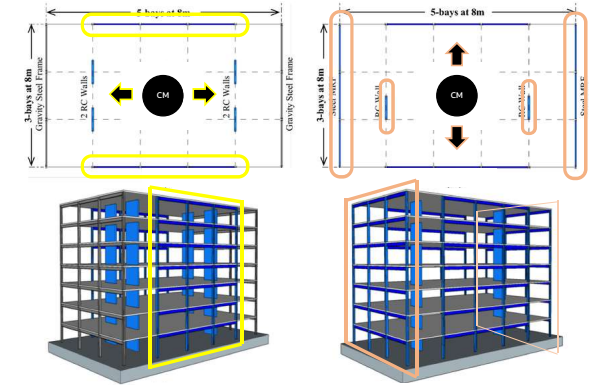 5-bays at 8m
5-bays at 8m
3-bays at 8m
Gravity Steel Frame
2 RC Walls
CM
2 RC Walls
Gravity Steel Frame
3-bays at 8m
Steel MRF
RC Wall
CM
RC Wall
Steel MRF